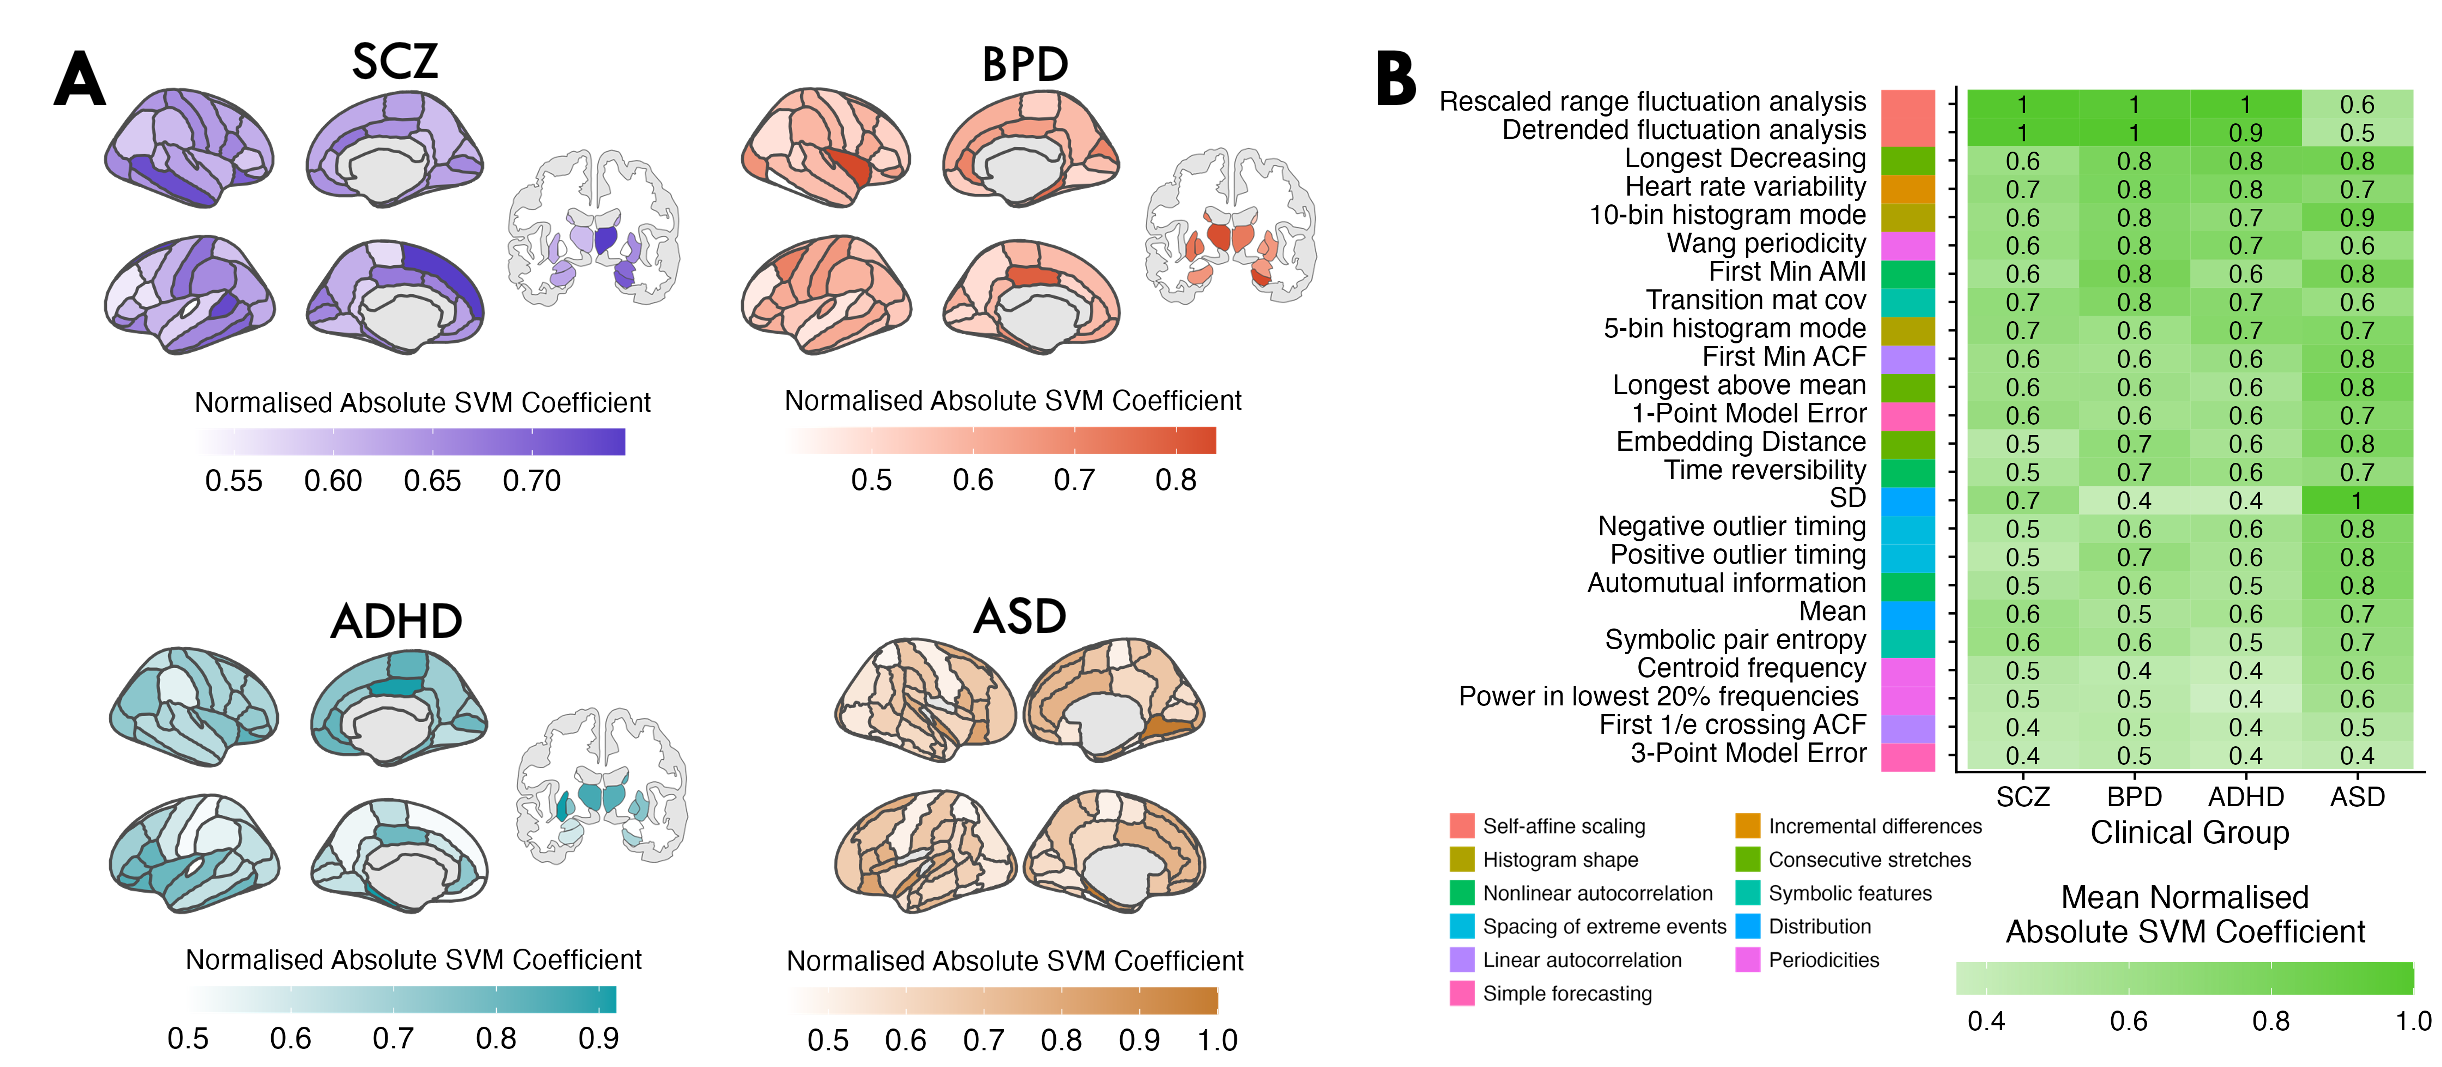 A
SCZ
BPD
Normalised Absolute SVM Coefficient
0.55 0.60 0.65 0.70
Normalised Absolute SVM Coefficient
0.5 0.6 0.7 0.8
ADHD
ASD
Normalised Absolute SVM Coefficient
0.5 0.6 0.7 0.8 0.9
Normalised Absolute SVM Coefficient
0.5 0.6 0.7 0.8 0.9 1.0
B
Rescaled range fluctuation analysis 1 1 1 0.6
Detrended fluctuation analysis 1 1 0.9 0.5
Longest Decreasing 0.6 0.8 0.8 0.8
Heart rate variability 0.7 0.8 0.8 0.7
10-bin histogram mode 0.6 0.8 0.7 0.9
Wang periodicity 0.6 0.8 0.7 0.6
First Min AMI 0.6 0.8 0.6 0.8
Transition mat cov 0.7 0.8 0.7 0.6
5-bin histogram mode 0.7 0.6 0.7 0.7
First Min ACF 0.6 0.6 0.6 0.8
Longest above mean 0.6 0.6 0.6 0.8
1-Point Model Error 0.6 0.6 0.6 0.7
Embedding Distance 0.5 0.7 0.6 0.8
Time reversibility 0.5 0.7 0.6 0.7
SD 0.7 0.4 0.4 1
Negative outlier timing 0.5 0.6 0.6 0.8
Positive outlier timing 0.5 0.7 0.6 0.8
Automutual information 0.5 0.6 0.5 0.8
Mean 0.6 0.5 0.6 0.7
Symbolic pair entropy 0.6 0.6 0.5 0.7
Centroid frequency 0.5 0.4 0.4 0.6
Power in lowest 20% frequencies 0.5 0.5 0.4 0.6
First 1/e crossing ACF 0.4 0.5 0.4 0.5
3-Point Model Error 0.4 0.5 0.4 0.4
SCZ BPD ADHD ASD
Clinical Group
Self-affine scaling
Histogram shape
Nonlinear autocorrelation
Spacing of extreme events
Linear autocorrelation
Simple forecasting
Incremental differences
Consecutive stretches
Symbolic features
Distribution
Periodicities
Mean Normalised
Absolute SVM Coefficient
0.4 0.6 0.8 1.0